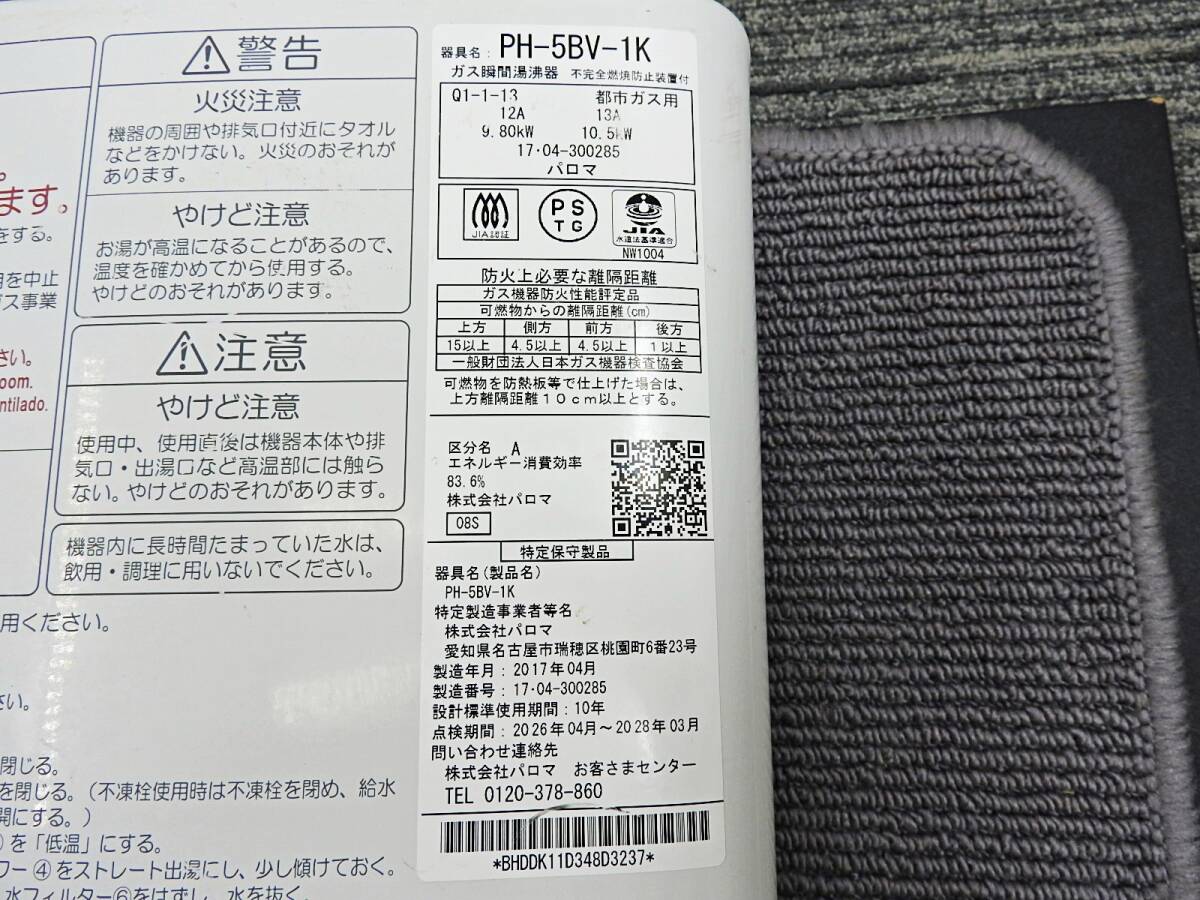 ます。
をする。
用を中止
ガス事業
さい。
room.
ntilado.
用ください。
さい。
閉じる。
を閉じる。(不凍栓使用時は不凍栓を閉め、給水
開にする。)
を「低温」にする。
ワー④をストレート出湯にし、少し傾けておく。
水フィルター⑥をはずし、水を抜く。
警告
火災注意
機器の周囲や排気口付近にタオル
などをかけない。火災のおそれが
あります。
やけど注意
お湯が高温になることがあるので、
温度を確かめてから使用する。
やけどのおそれがあります。
注意
やけど注意
使用中、使用直後は機器本体や排
気口・出湯口など高温部には触ら
ない。やけどのおそれがあります。
機器内に長時間たまっていた水は、
飲用・調理に用いないでください。
器具名: PH-5BV-1K
ガス瞬間湯沸器 不完全燃焼防止装置付
Q1-1-13 都市ガス用
12A 13A
9.80kW 10.5kW
17・04-300285
パロマ
JIA認証
PS
TG
JIA
水道法基準適合
NW1004
防火上必要な離隔距離
ガス機器防火性能評定品
可燃物からの離隔距離(cm)
上方 側方 前方 後方
15以上 4.5以上 4.5以上 1以上
一般財団法人日本ガス機器検査協会
可燃物を防熱板等で仕上げた場合は、
上方離隔距離10cm以上とする。
区分名 A
エネルギー消費効率
83.6%
株式会社パロマ
08S
特定保守製品
器具名(製品名)
PH-5BV-1K
特定製造事業者等名
株式会社パロマ
愛知県名古屋市瑞穂区桃園町6番23号
製造年月:2017年04月
製造番号:17・04-300285
設計標準使用期間:10年
点検期間:2026年04月~2028年03月
問い合わせ連絡先
株式会社パロマ お客さまセンター
TEL 0120-378-860
*BHDDK11D348D3237*